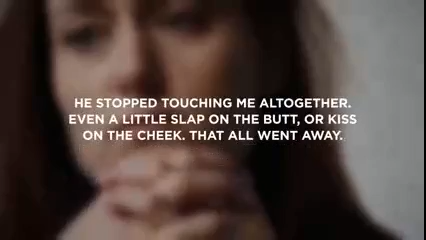 HE STOPPED TOUCHING ME ALTOGETHER.
EVEN A LITTLE SLAP ON THE BUTT, OR KISS
ON THE CHEEK. THAT ALL WENT AWAY.